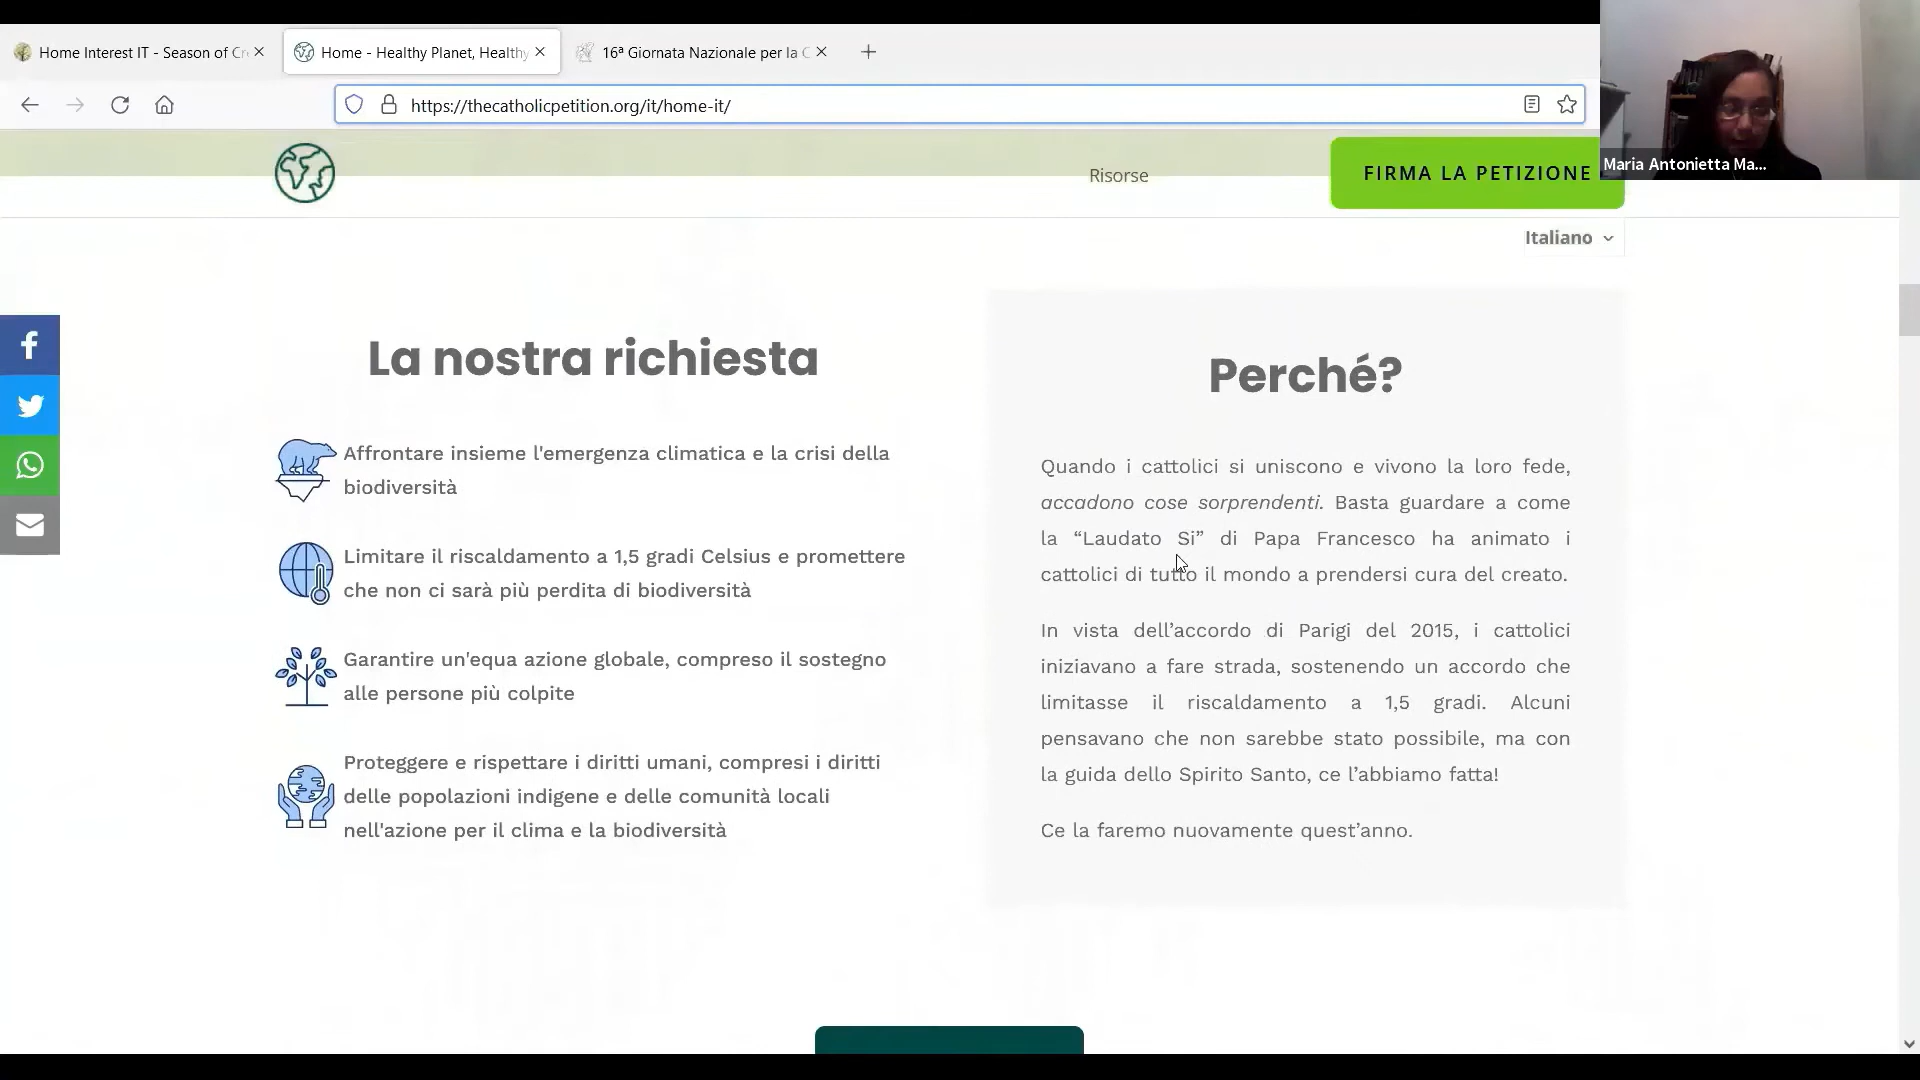 Home Interest IT - Season of Cr
Home - Healthy Planet, Healthy
16ª Giornata Nazionale per la C
https://thecatholicpetition.org/it/home-it/
Maria Antonietta Ma...
Risorse
FIRMA LA PETIZIONE
Italiano
La nostra richiesta
Affrontare insieme l'emergenza climatica e la crisi della
biodiversità
Limitare il riscaldamento a 1,5 gradi Celsius e promettere
che non ci sarà più perdita di biodiversità
Garantire un'equa azione globale, compreso il sostegno
alle persone più colpite
Proteggere e rispettare i diritti umani, compresi i diritti
delle popolazioni indigene e delle comunità locali
nell'azione per il clima e la biodiversità
Perché?
Quando i cattolici si uniscono e vivono la loro fede,
accadono cose sorprendenti. Basta guardare a come
la “Laudato Si” di Papa Francesco ha animato i
cattolici di tutto il mondo a prendersi cura del creato.
In vista dell’accordo di Parigi del 2015, i cattolici
iniziavano a fare strada, sostenendo un accordo che
limitasse il riscaldamento a 1,5 gradi. Alcuni
pensavano che non sarebbe stato possibile, ma con
la guida dello Spirito Santo, ce l’abbiamo fatta!
Ce la faremo nuovamente quest’anno.